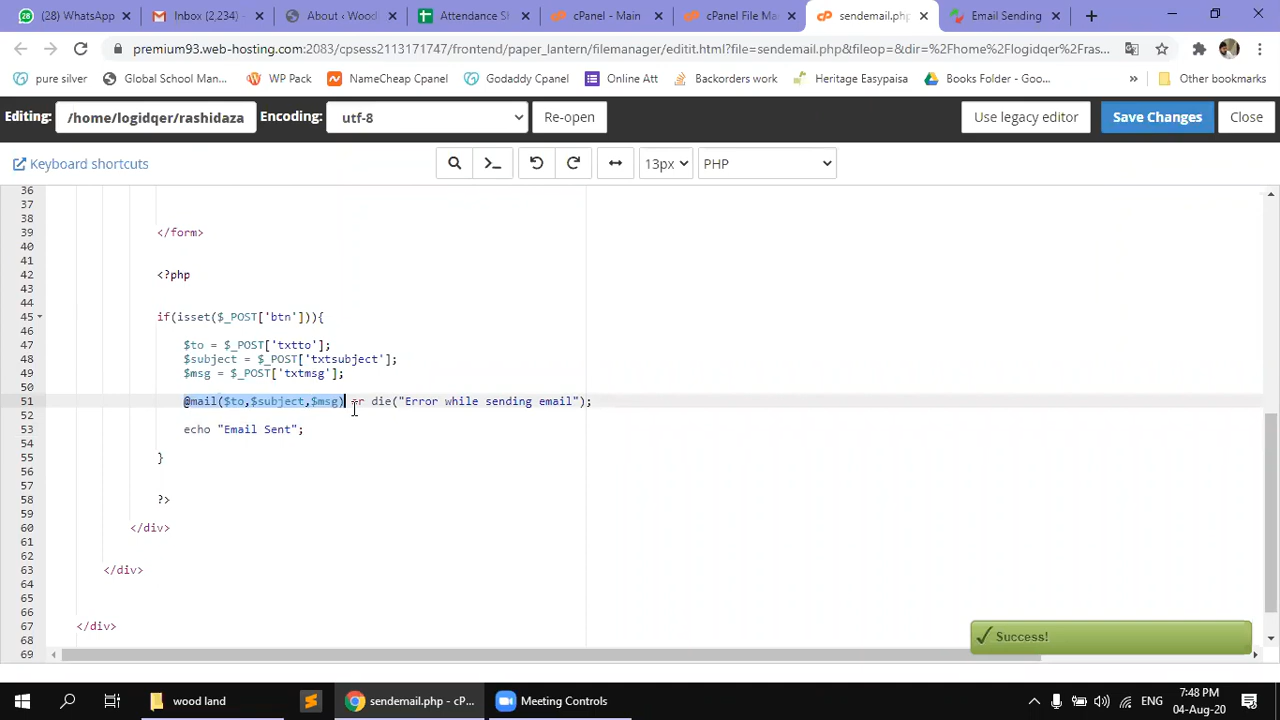 (28) WhatsApp
Inbox (2,234) -
About ‹ Wood
Attendance Sh
cPanel - Main
cPanel File Ma
sendemail.php
Email Sending
premium93.web-hosting.com:2083/cpsess2113171747/frontend/paper_lantern/filemanager/editit.html?file=sendemail.php&fileop=&dir=%2Fhome%2Flogidqer%2Fras...
pure silver
Global School Man...
WP Pack
NameCheap Cpanel
Godaddy Cpanel
Online Att
Backorders work
Heritage Easypaisa
Books Folder - Goo...
»
Other bookmarks
Editing:
/home/logidqer/rashidaza
Encoding:
utf-8
Re-open
Use legacy editor
Save Changes
Close
Keyboard shortcuts
13px
PHP
36
37
38
39 </form>
40
41
42 <?php
43
44
45 if(isset($_POST['btn'])){
46
47 $to = $_POST['txtto'];
48 $subject = $_POST['txtsubject'];
49 $msg = $_POST['txtmsg'];
50
51 @mail($to,$subject,$msg) or die("Error while sending email");
52
53 echo "Email Sent";
54
55 }
56
57
58 ?>
59
60 </div>
61
62
63 </div>
64
65
66
67 </div>
68
69
Success!
wood land
sendemail.php - cP...
Meeting Controls
ENG
7:48 PM
04-Aug-20